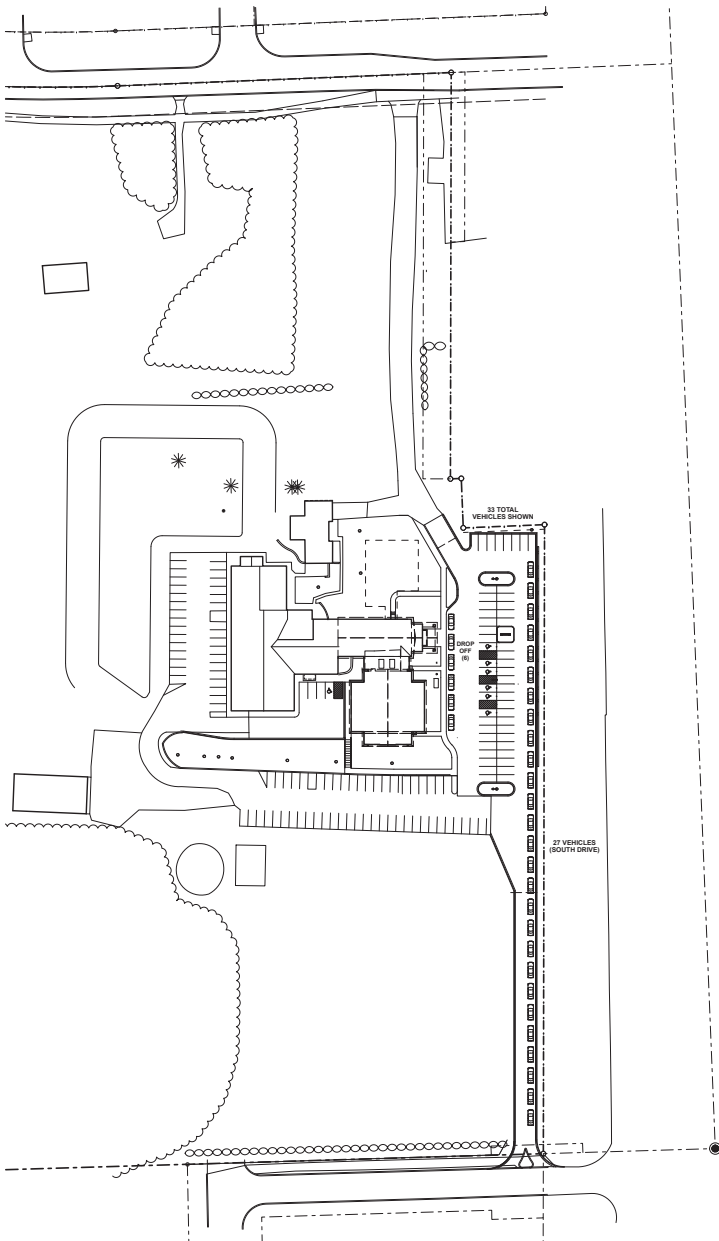 33 TOTAL
VEHICLES SHOWN
DROP
OFF
(6)
27 VEHICLES
(SOUTH DRIVE)